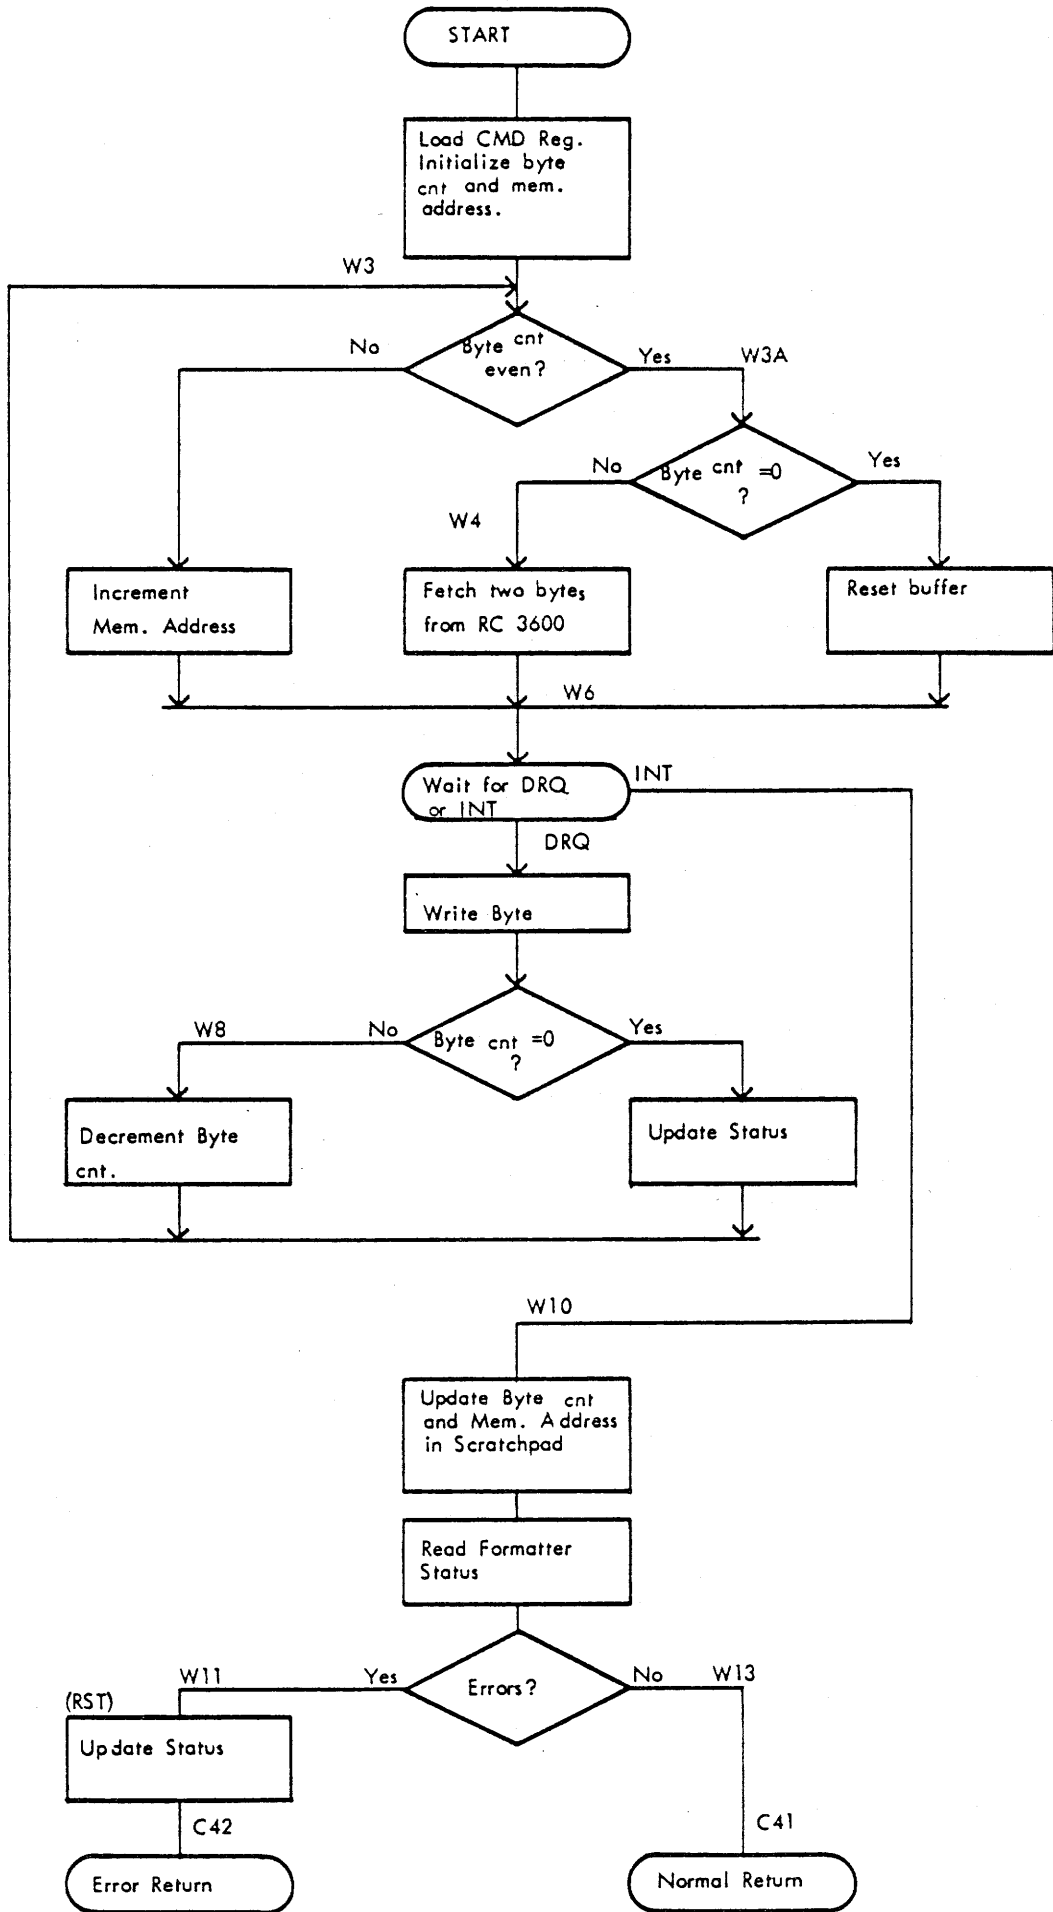 START
Load CMD Reg.
Initialize byte
cnt and mem.
address.
W3
No
Byte cnt
even?
Yes
W3A
No
Byte cnt =0
?
Yes
W4
Increment
Mem. Address
Fetch two bytes
from RC 3600
Reset buffer
W6
Wait for DRQ
or INT
INT
DRQ
Write Byte
W8
No
Byte cnt =0
?
Yes
Decrement Byte
cnt.
Update Status
W10
Update Byte cnt
and Mem. Address
in Scratchpad
Read Formatter
Status
W11
Yes
Errors?
No
W13
(RST)
Update Status
C42
C41
Error Return
Normal Return